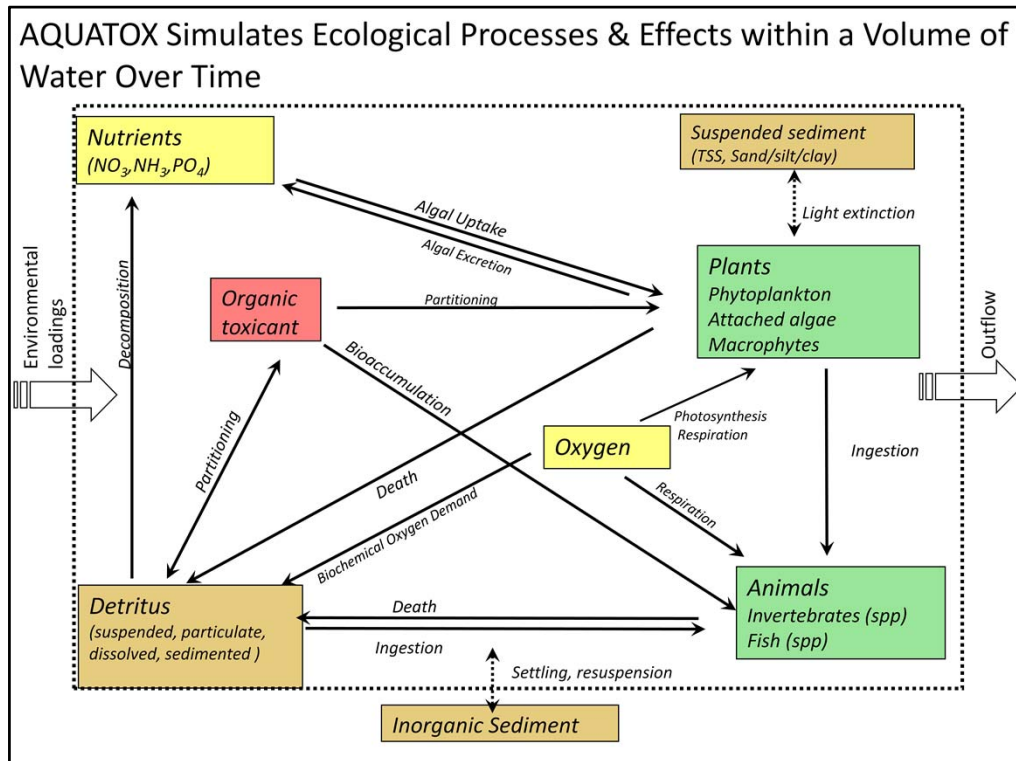 AQUATOX Simulates Ecological Processes & Effects within a Volume of
Water Over Time
Nutrients
(NO₃,NH₃,PO₄)
Suspended sediment
(TSS, Sand/silt/clay)
Light extinction
Algal Uptake
Algal Excretion
Environmental
loadings
Decomposition
Organic
toxicant
Partitioning
Plants
Phytoplankton
Attached algae
Macrophytes
Outflow
Bioaccumulation
Partitioning
Photosynthesis
Respiration
Oxygen
Ingestion
Death
Biochemical Oxygen Demand
Respiration
Detritus
(suspended, particulate,
dissolved, sedimented )
Death
Ingestion
Animals
Invertebrates (spp)
Fish (spp)
Settling, resuspension
Inorganic Sediment